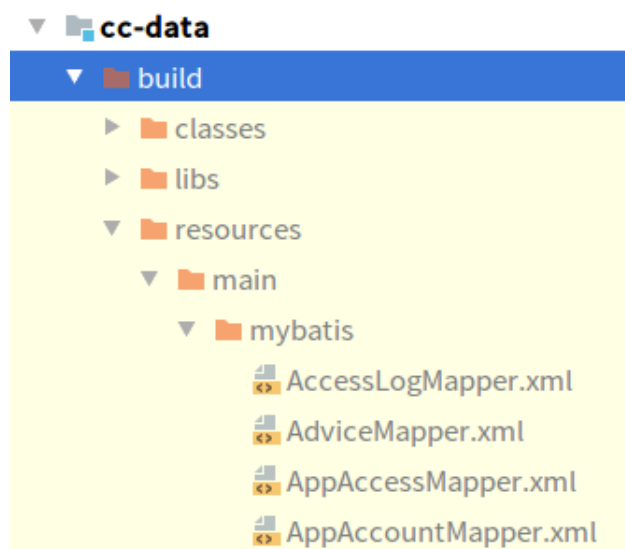 cc-data
build
classes
libs
resources
main
mybatis
AccessLogMapper.xml
AdviceMapper.xml
AppAccessMapper.xml
AppAccountMapper.xml